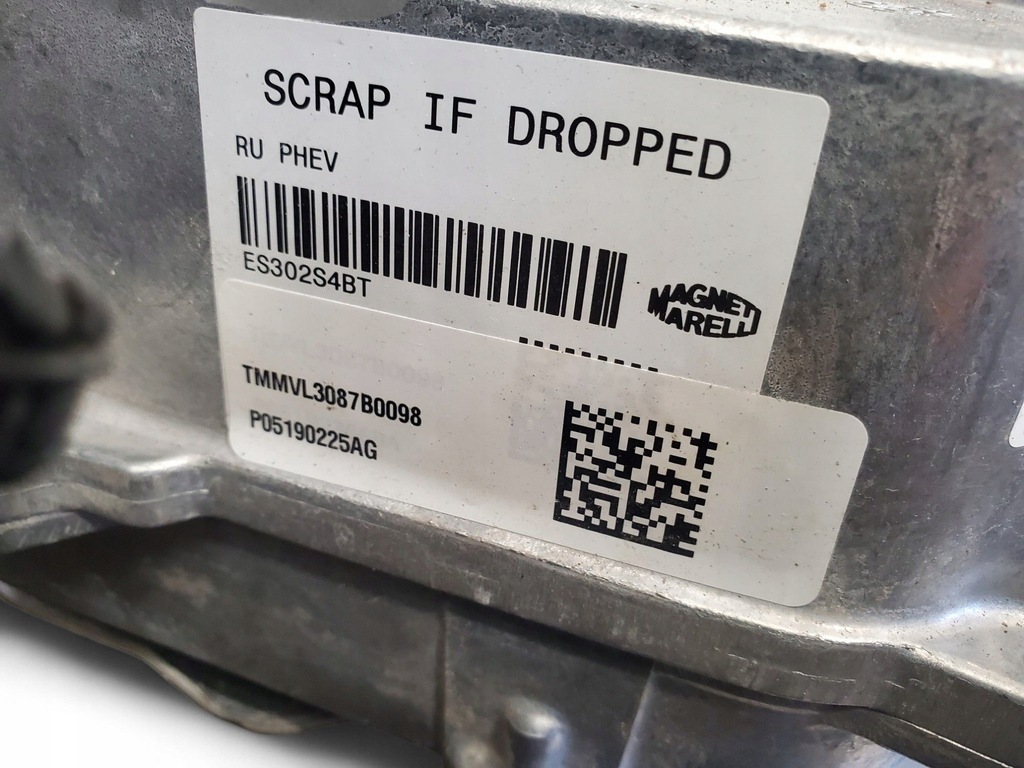 SCRAP IF DROPPED
RU PHEV
ES302S4BT
MAGNETI
MARELLI
TMMVL3087B0098
P05190225AG